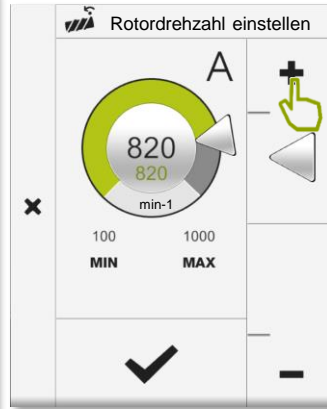 Rotordrehzahl einstellen
A
820
820
min-1
100 1000
MIN MAX